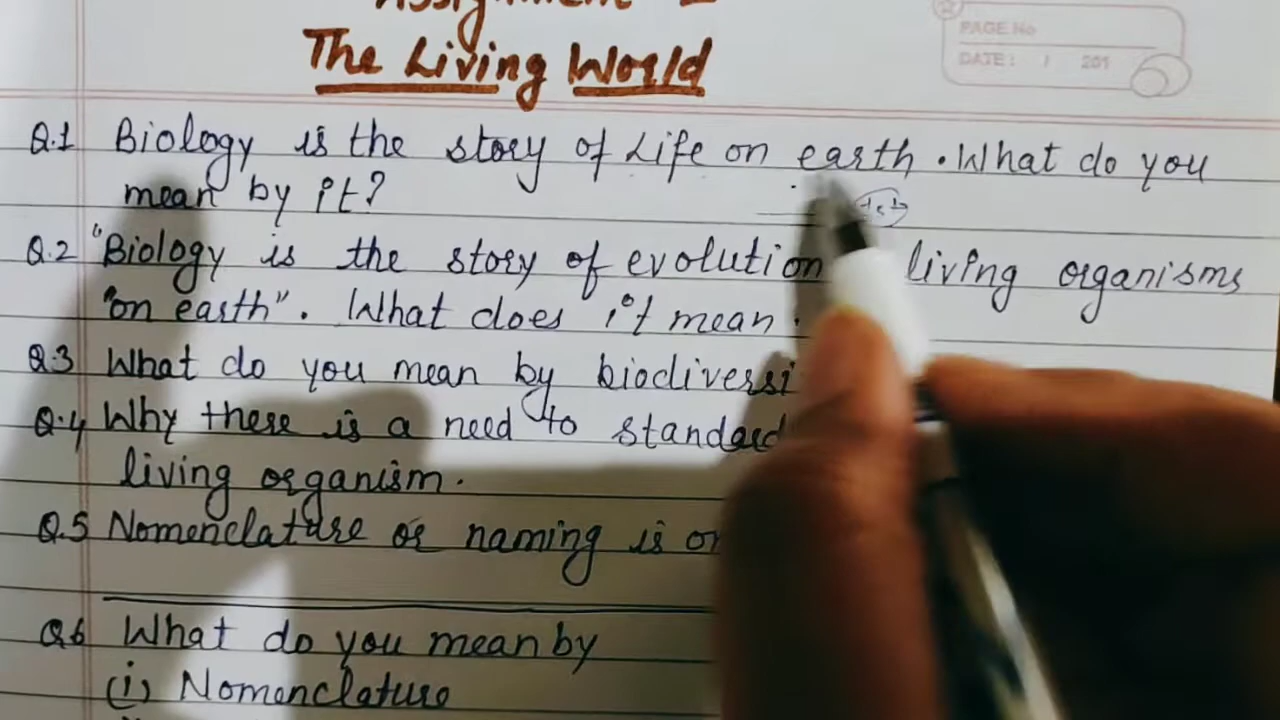 Assignment -
The Living World
PAGE No
DATE: / 201
Q.1 Biology is the story of Life on earth. What do you
mean by it?
Q.2 "Biology is the story of evolution living organisms
"on earth". What does it mean.
Q.3 What do you mean by
Q.4 Why there is a need to
living organism.
Q.5 Nomenclature or naming is
Q6 What do you mean by
(i) Nomenclature